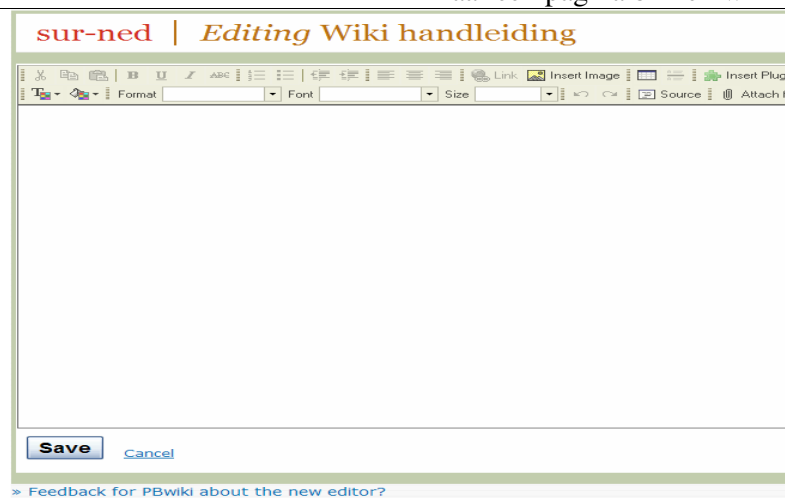 sur-ned | Editing Wiki handleiding
B U I ABC Link Insert Image Insert Plug
Format Font Size Source Attach
Save Cancel
» Feedback for PBwiki about the new editor?